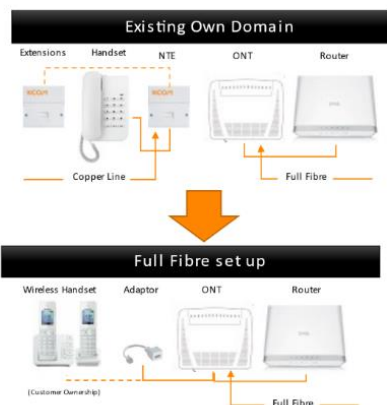 Existing Own Domain
Extensions Handset NTE ONT Router
Copper Line Full Fibre
Full Fibre set up
Wireless Handset Adaptor ONT Router
(Customer Ownership)
Full Fibre